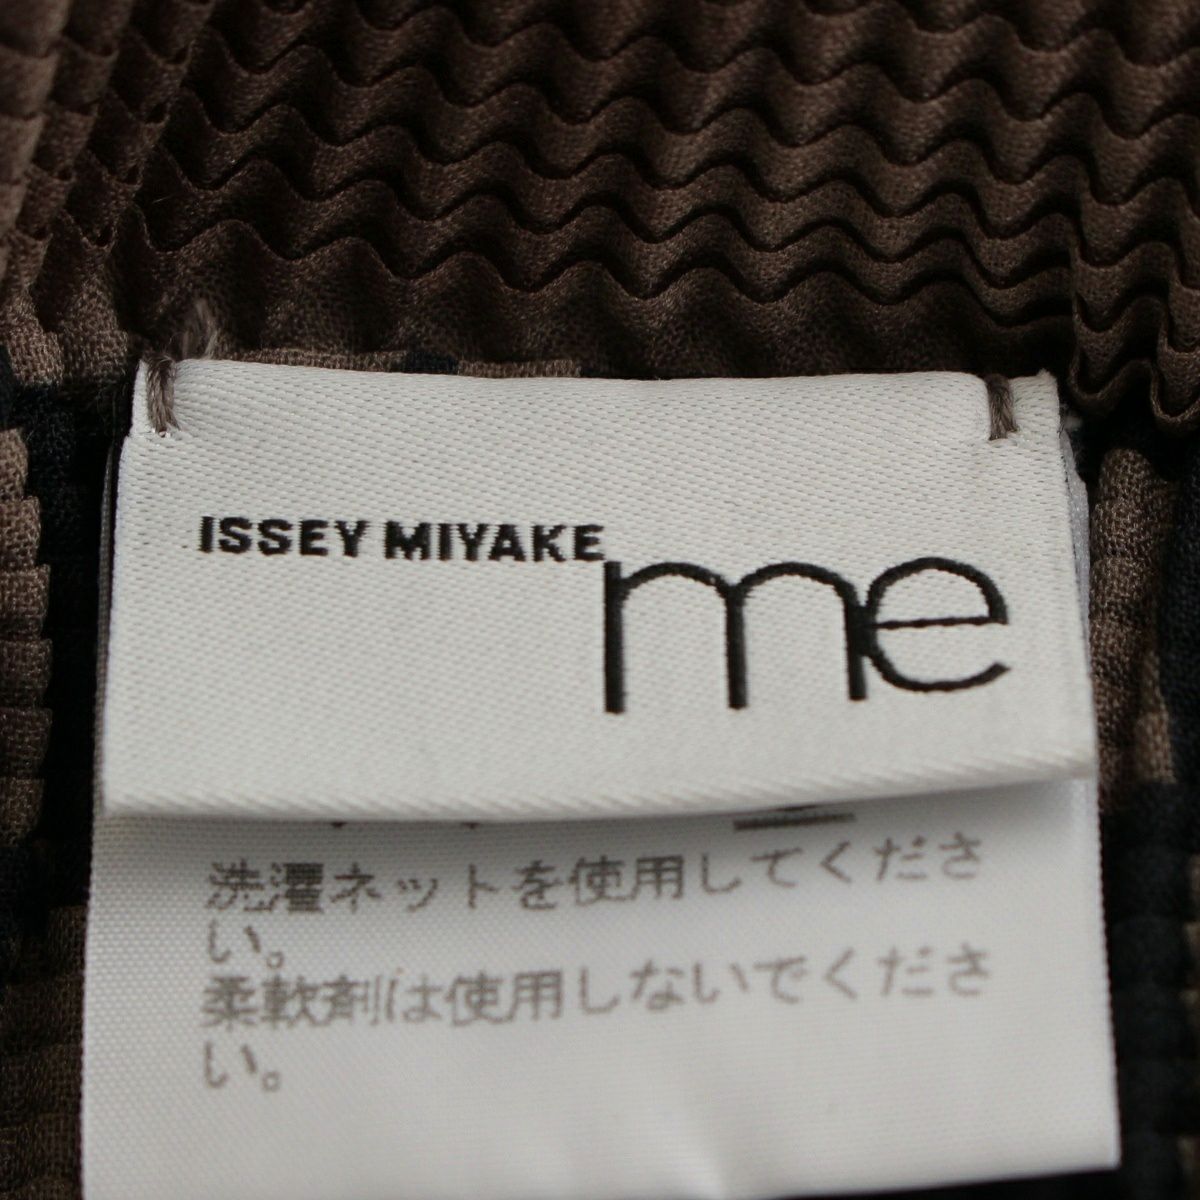 ISSEY MIYAKE
me
洗濯ネットを使用してくださ
い。
柔軟剤は使用しないでくださ
い。